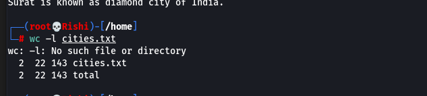 Surat is known as diamond city of India.
┌──(root💀Rishi)-[/home]
└─# wc –l cities.txt
wc: –l: No such file or directory
  2  22 143 cities.txt
  2  22 143 total